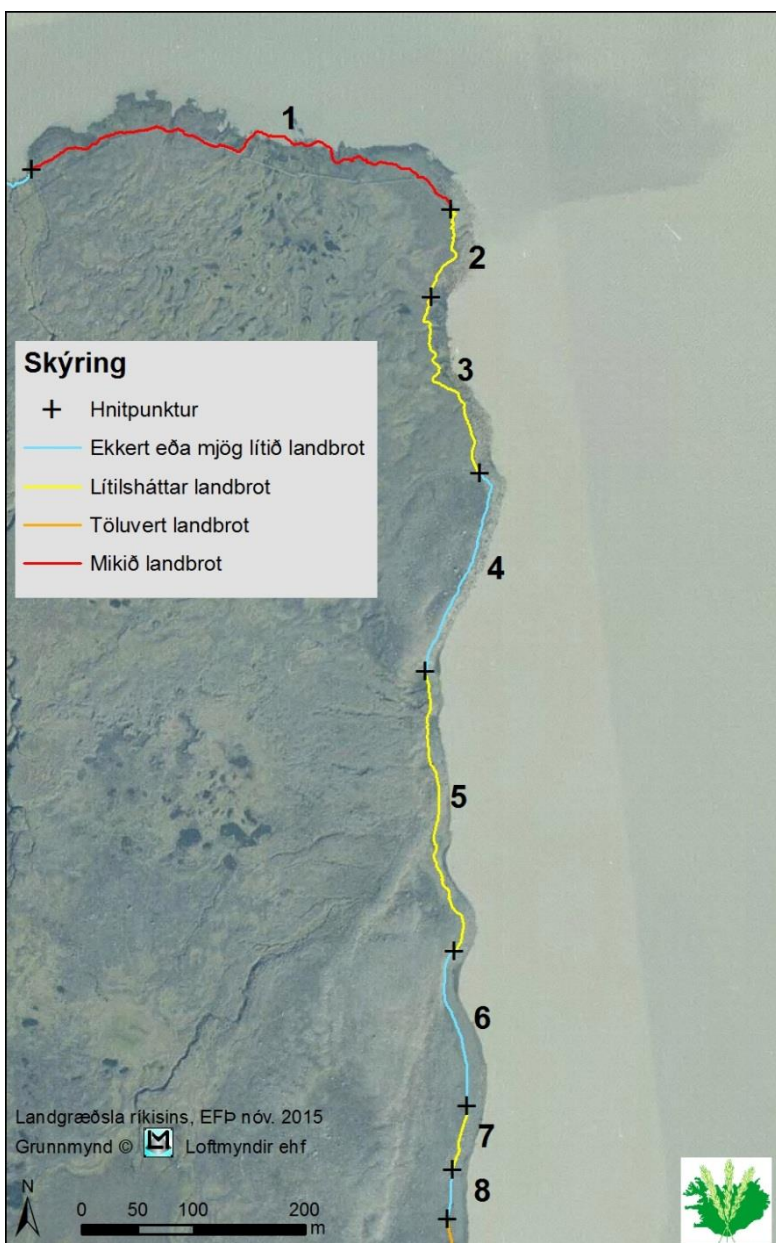 1
2
3
Skýring
Hnitpunktur
Ekkert eða mjög lítið landbrot
Lítilsháttar landbrot
Töluvert landbrot
Mikið landbrot
4
5
6
7
8
Landgræðsla ríkisins, EFÞ nóv. 2015
Grunnmynd © Loftmyndir ehf
N
0 50 100 200
m